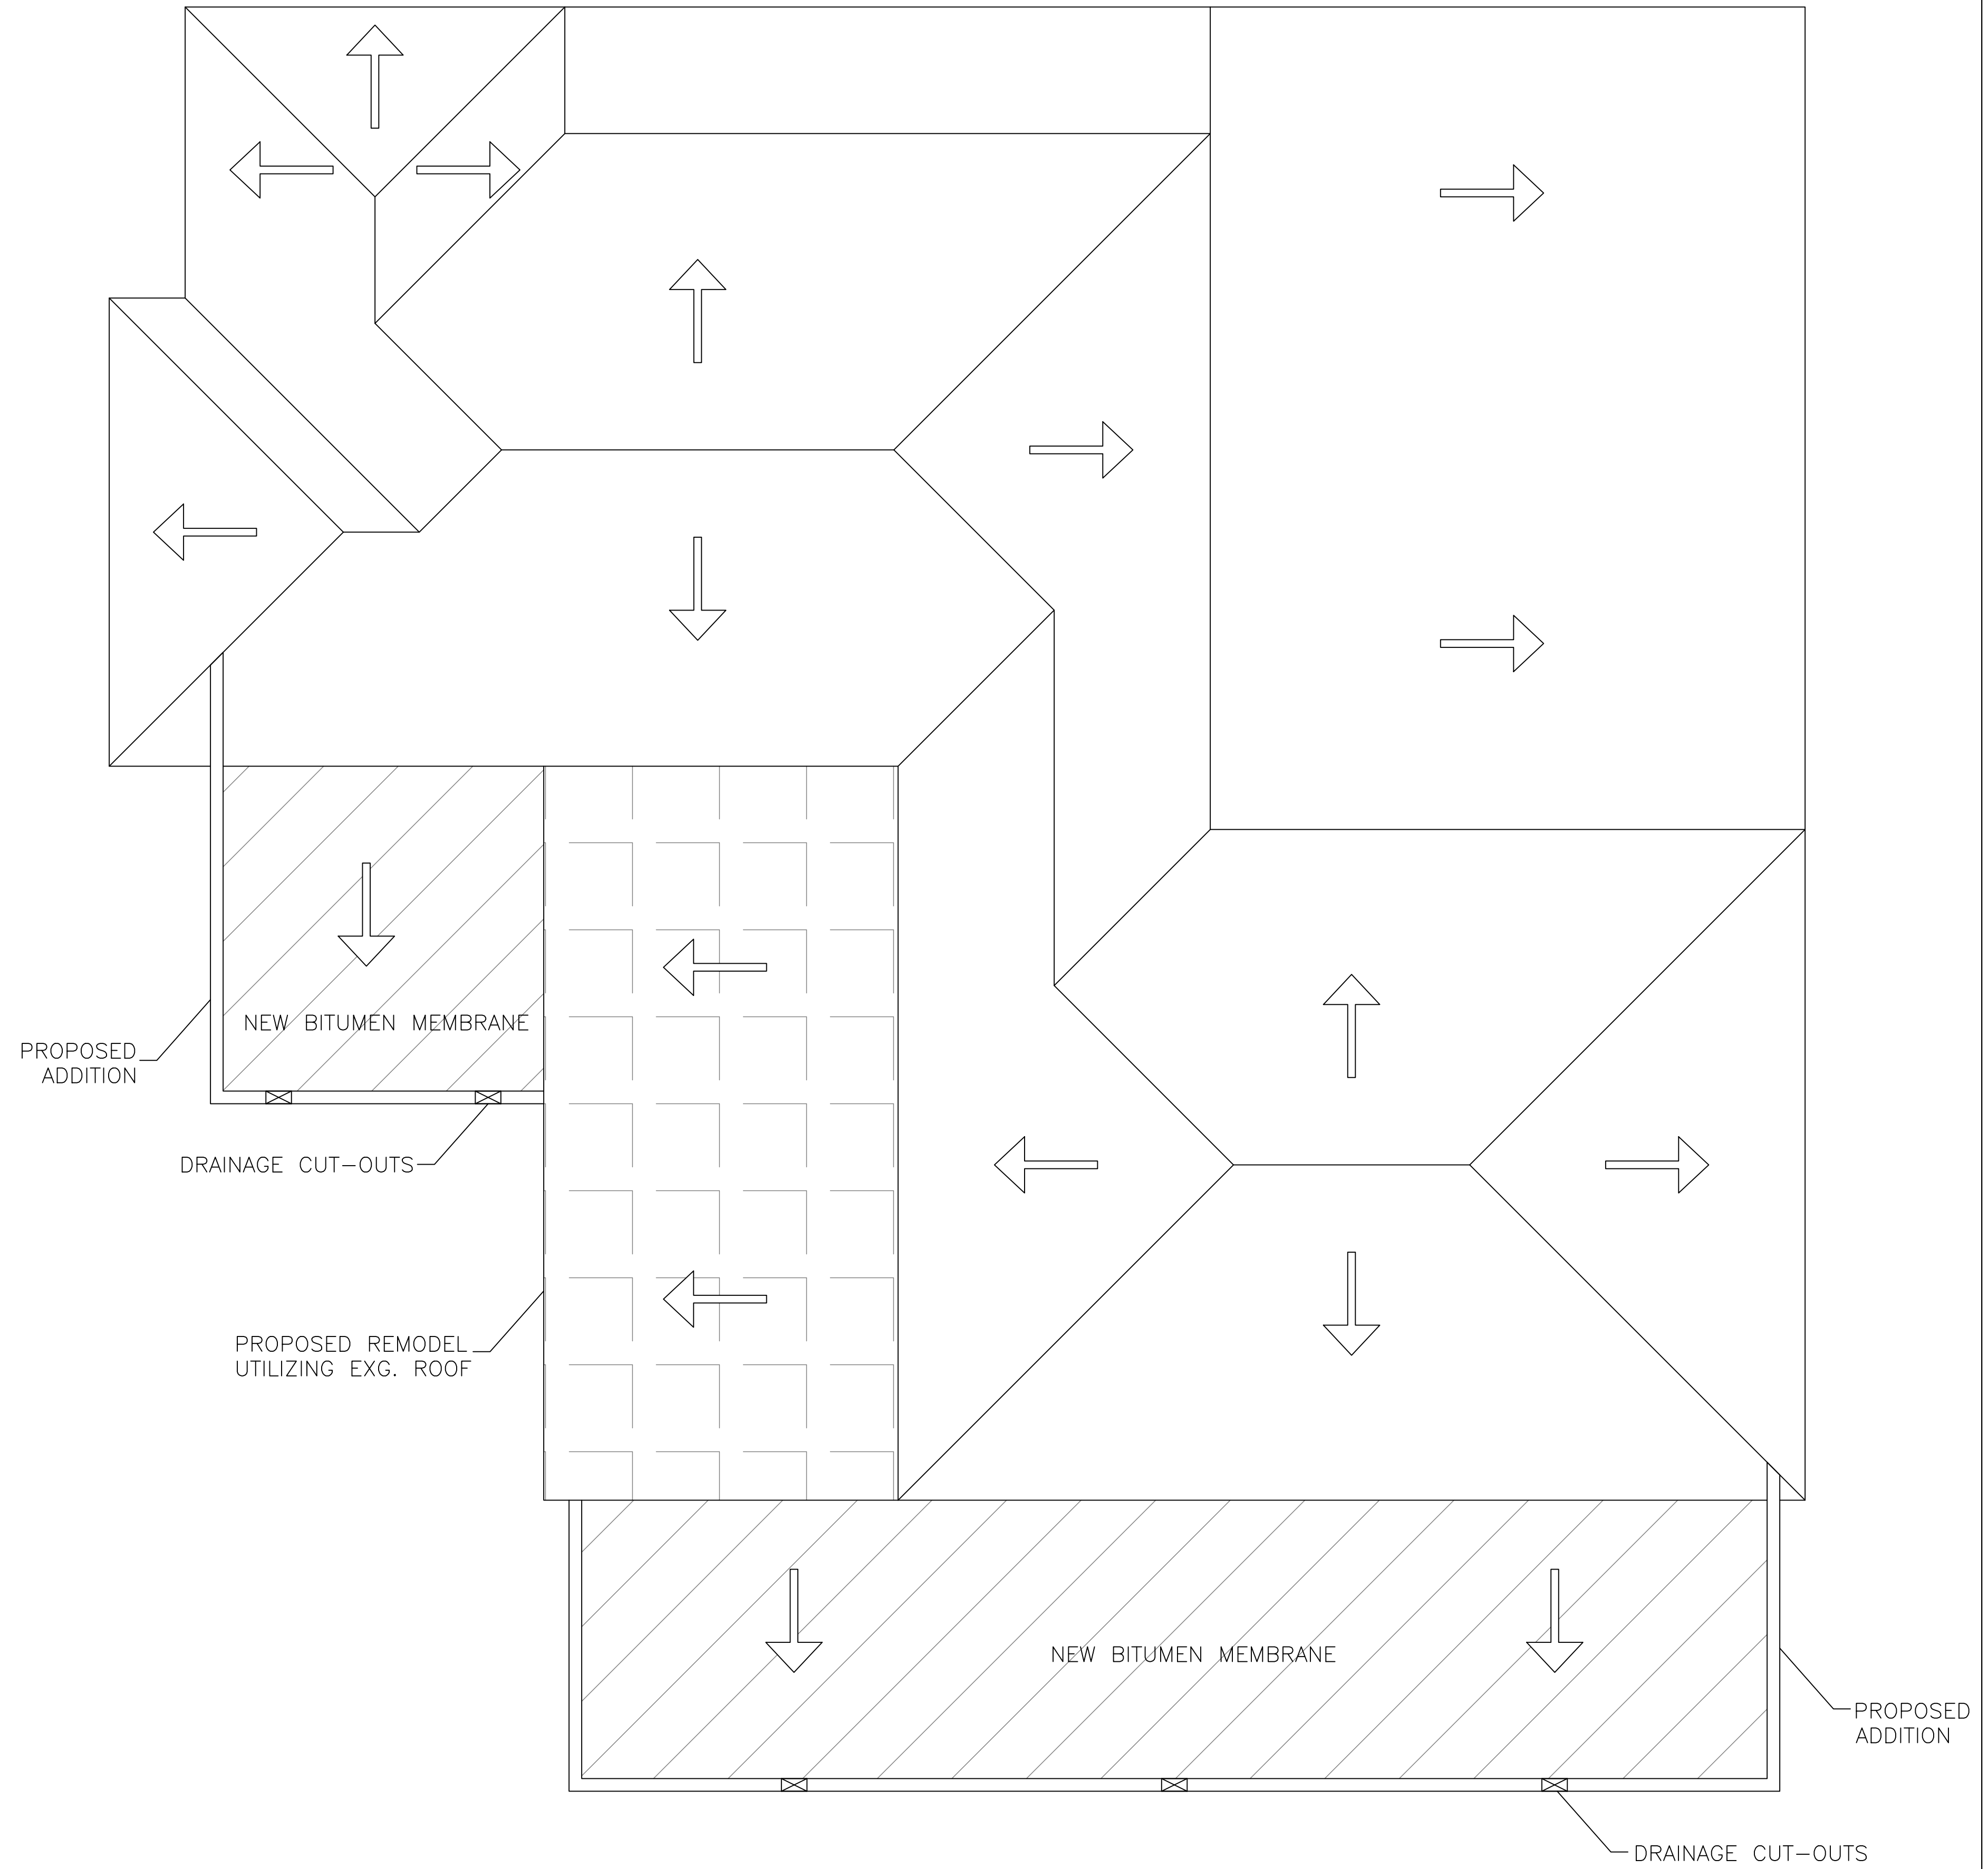 NEW BITUMEN MEMBRANE
PROPOSED
ADDITION
DRAINAGE CUT-OUTS
PROPOSED REMODEL
UTILIZING EXG. ROOF
NEW BITUMEN MEMBRANE
PROPOSED
ADDITION
DRAINAGE CUT-OUTS